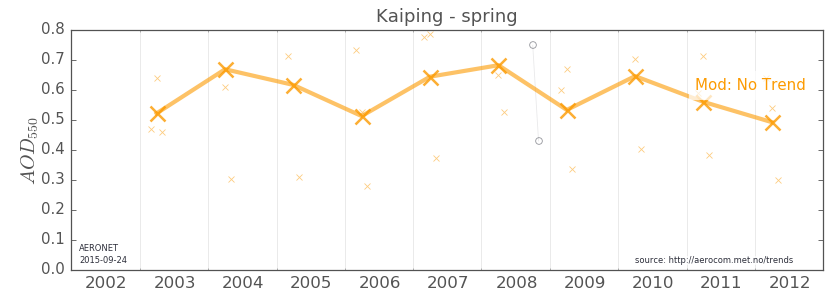 Kaiping - spring
0.8
0.7
0.6
0.5
0.4
0.3
0.2
0.1
0.0
AOD550
Mod: No Trend
AERONET
2015-09-24
source: http://aerocom.met.no/trends
2002 2003 2004 2005 2006 2007 2008 2009 2010 2011 2012